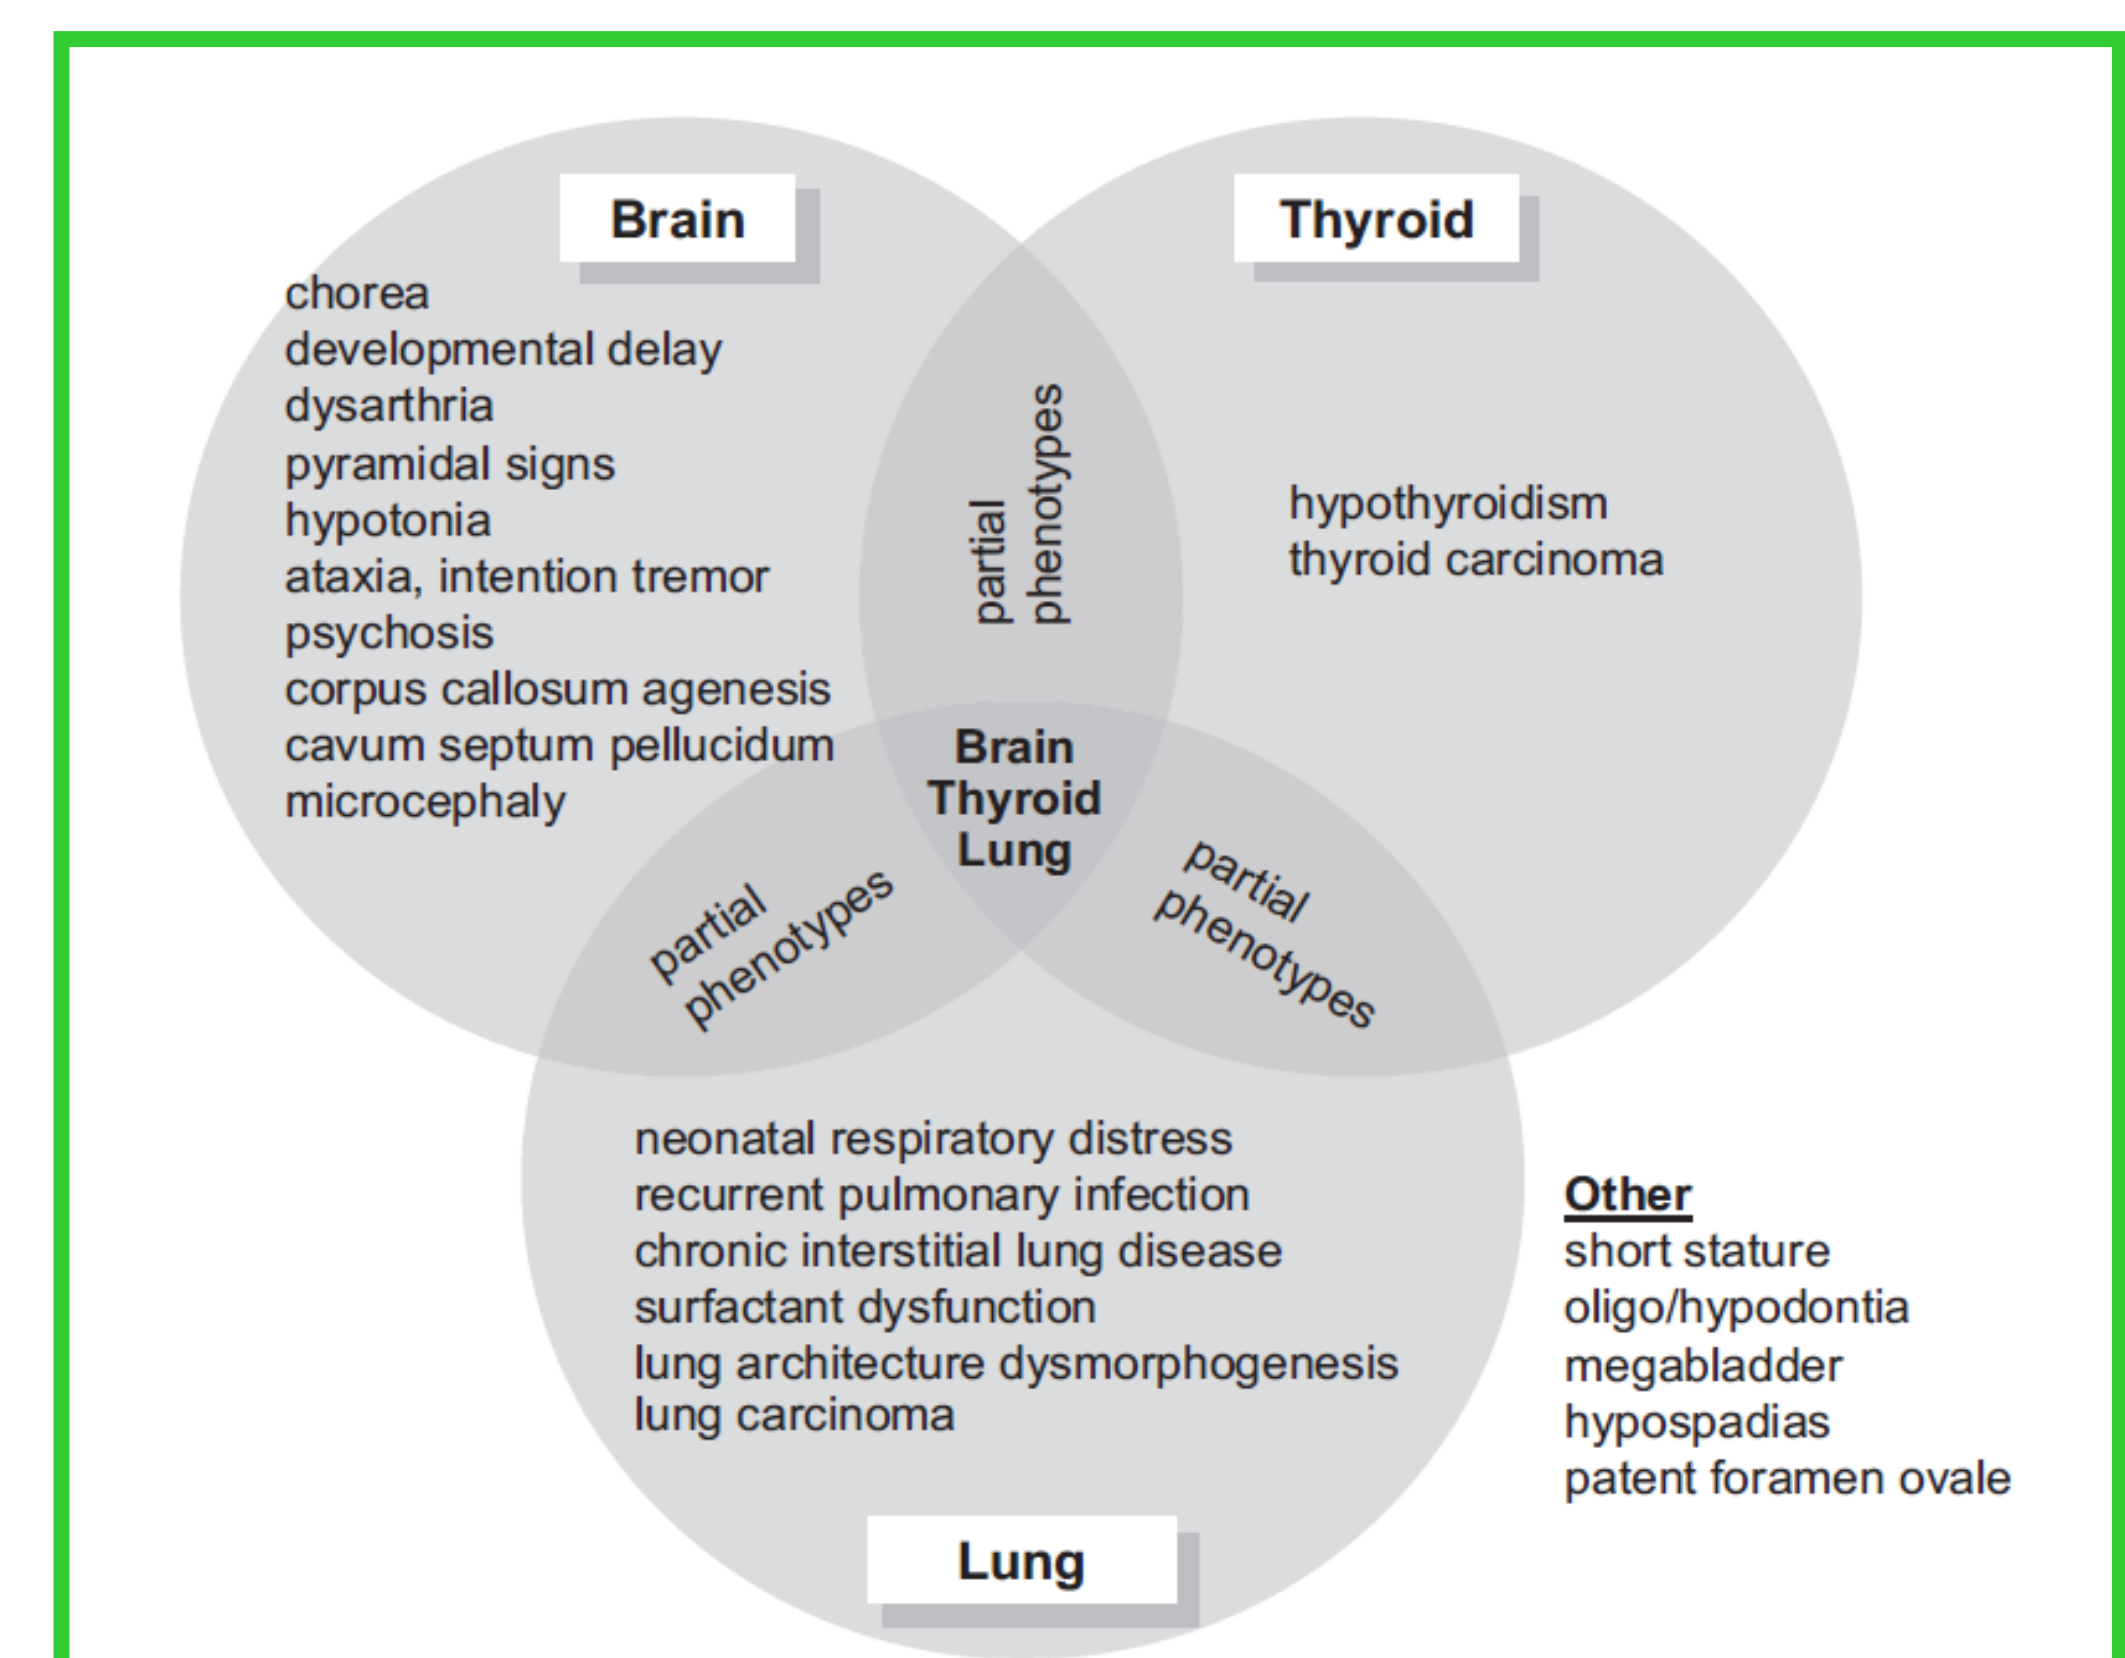 Brain
chorea
developmental delay
dysarthria
pyramidal signs
hypotonia
ataxia, intention tremor
psychosis
corpus callosum agenesis
cavum septum pellucidum
microcephaly
Thyroid
hypothyroidism
thyroid carcinoma
partial
phenotypes
Brain
Thyroid
Lung
partial
phenotypes
partial
phenotypes
neonatal respiratory distress
recurrent pulmonary infection
chronic interstitial lung disease
surfactant dysfunction
lung architecture dysmorphogenesis
lung carcinoma
Lung
Other
short stature
oligo/hypodontia
megabladder
hypospadias
patent foramen ovale